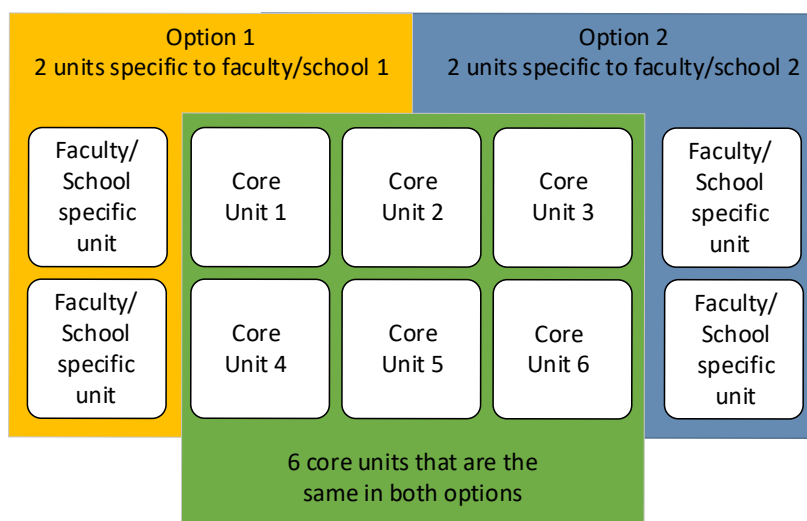 Option 1
2 units specific to faculty/school 1
Option 2
2 units specific to faculty/school 2
Faculty/
School
specific
unit
Core
Unit 1
Core
Unit 2
Core
Unit 3
Faculty/
School
specific
unit
Faculty/
School
specific
unit
Core
Unit 4
Core
Unit 5
Core
Unit 6
Faculty/
School
specific
unit
6 core units that are the
same in both options